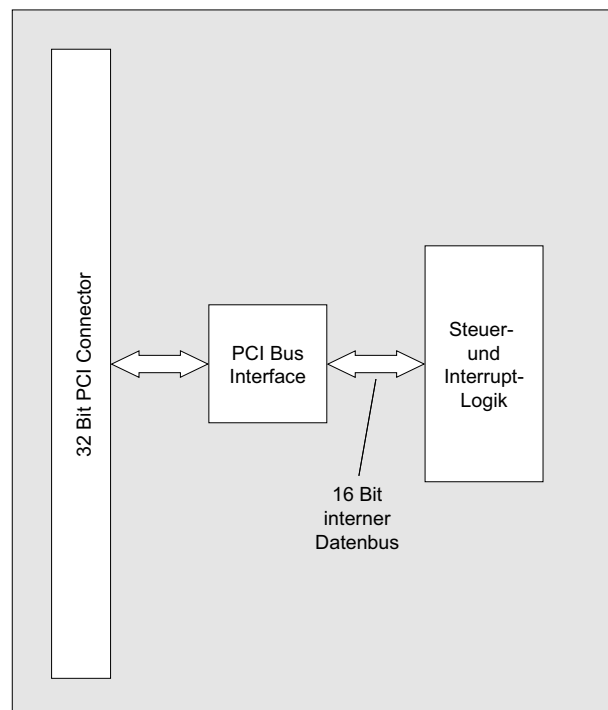 32 Bit PCI Connector
PCI Bus
Interface
Steuer-
und
Interrupt-
Logik
16 Bit
interner
Datenbus